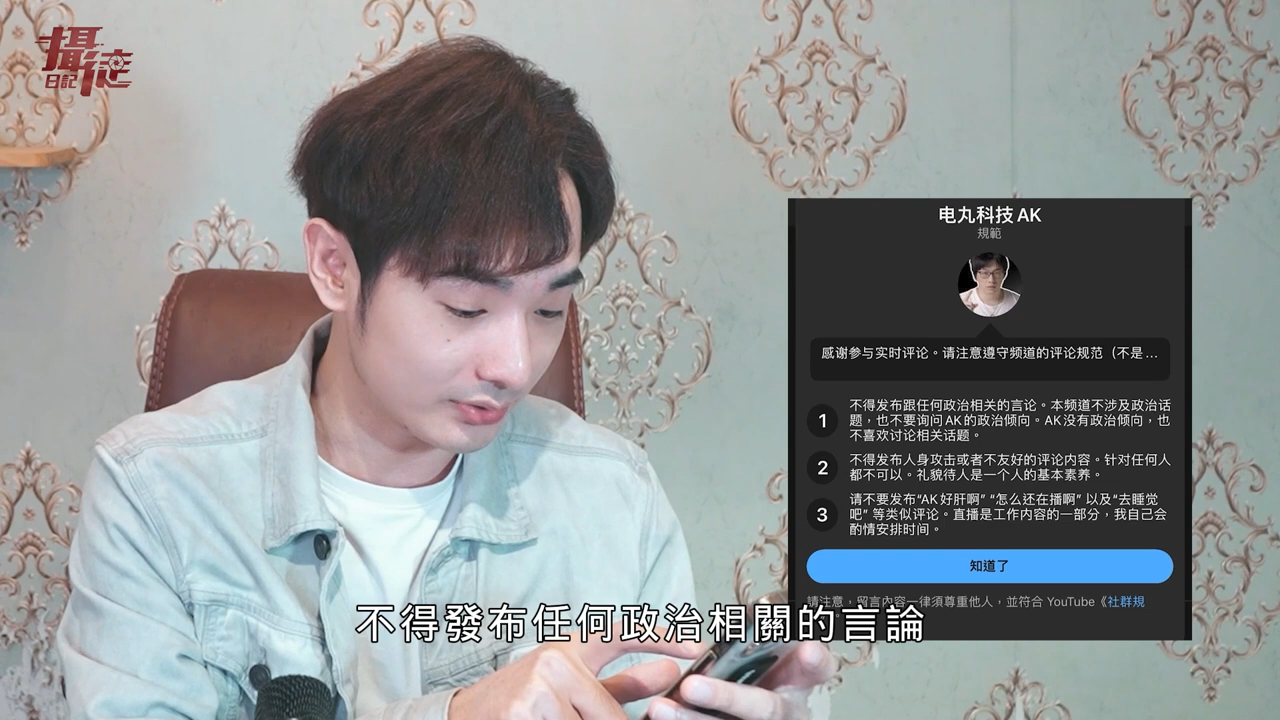 攝徒
日記
电丸科技 AK
規範
感谢参与实时评论。请注意遵守频道的评论规范（不是...
1
不得发布跟任何政治相关的言论。本频道不涉及政治话
题，也不要询问 AK 的政治倾向。AK 没有政治倾向，也
不喜欢讨论相关话题。
2
不得发布人身攻击或者不友好的评论内容。针对任何人
都不可以。礼貌待人是一个人的基本素养。
3
请不要发布“AK 好肝啊” “怎么还在播啊” 以及“去睡觉
吧” 等类似评论。直播是工作内容的一部分，我自己会
酌情安排时间。
知道了
請注意，留言內容一律須尊重他人，並符合 YouTube《社群規
不得發布任何政治相關的言論